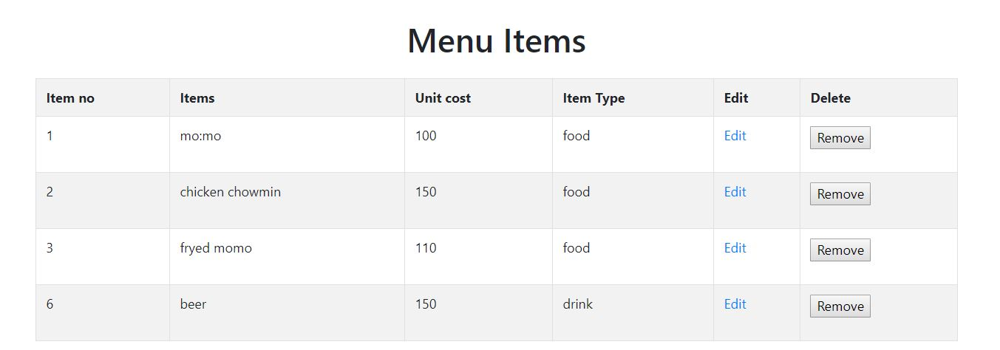 Menu Items
Item no Items Unit cost Item Type Edit Delete
1 mo:mo 100 food Edit Remove
2 chicken chowmin 150 food Edit Remove
3 fryed momo 110 food Edit Remove
6 beer 150 drink Edit Remove